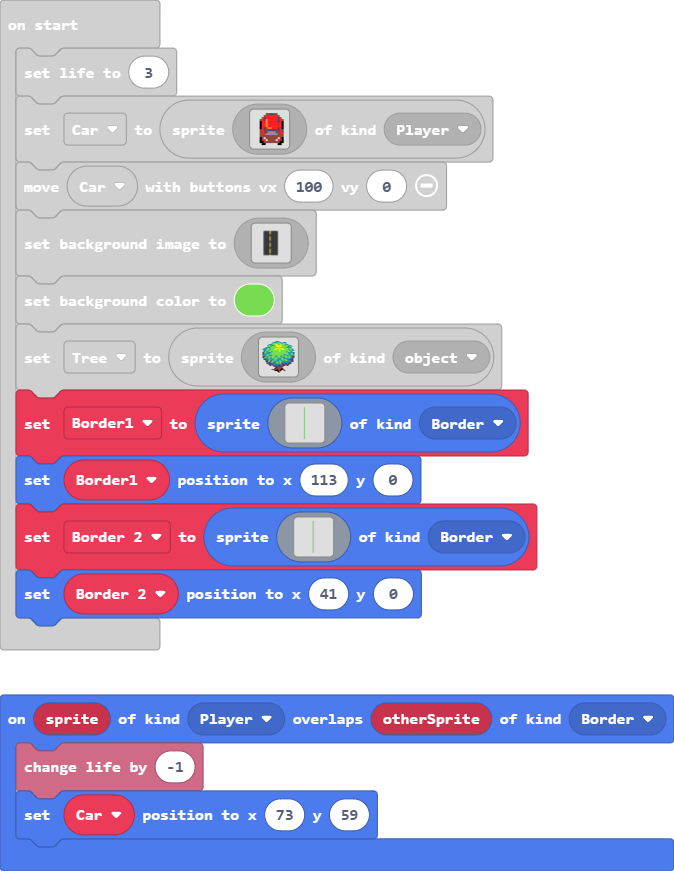 on start
set life to 3
set Car to sprite of kind Player
move Car with buttons vx 100 vy 0
set background image to
set background color to
set Tree to sprite of kind object
set Border1 to sprite of kind Border
set Border1 position to x 113 y 0
set Border 2 to sprite of kind Border
set Border 2 position to x 41 y 0
on sprite of kind Player overlaps otherSprite of kind Border
change life by -1
set Car position to x 73 y 59